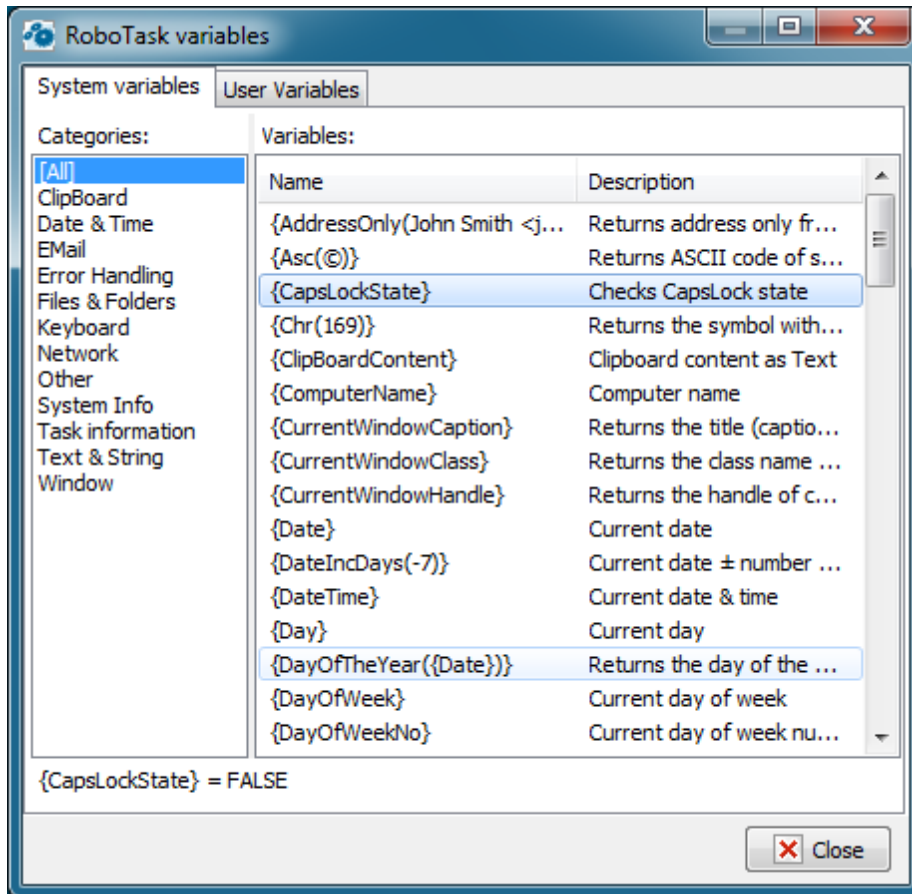 RoboTask variables
System variables
User Variables
Categories:
Variables:
[All]
ClipBoard
Date & Time
EMail
Error Handling
Files & Folders
Keyboard
Network
Other
System Info
Task information
Text & String
Window
Name Description
{AddressOnly(John Smith <j... Returns address only fr...
{Asc(©)} Returns ASCII code of s...
{CapsLockState} Checks CapsLock state
{Chr(169)} Returns the symbol with...
{ClipBoardContent} Clipboard content as Text
{ComputerName} Computer name
{CurrentWindowCaption} Returns the title (captio...
{CurrentWindowClass} Returns the class name ...
{CurrentWindowHandle} Returns the handle of c...
{Date} Current date
{DateIncDays(-7)} Current date ± number ...
{DateTime} Current date & time
{Day} Current day
{DayOfTheYear({Date})} Returns the day of the ...
{DayOfWeek} Current day of week
{DayOfWeekNo} Current day of week nu...
{CapsLockState} = FALSE
Close